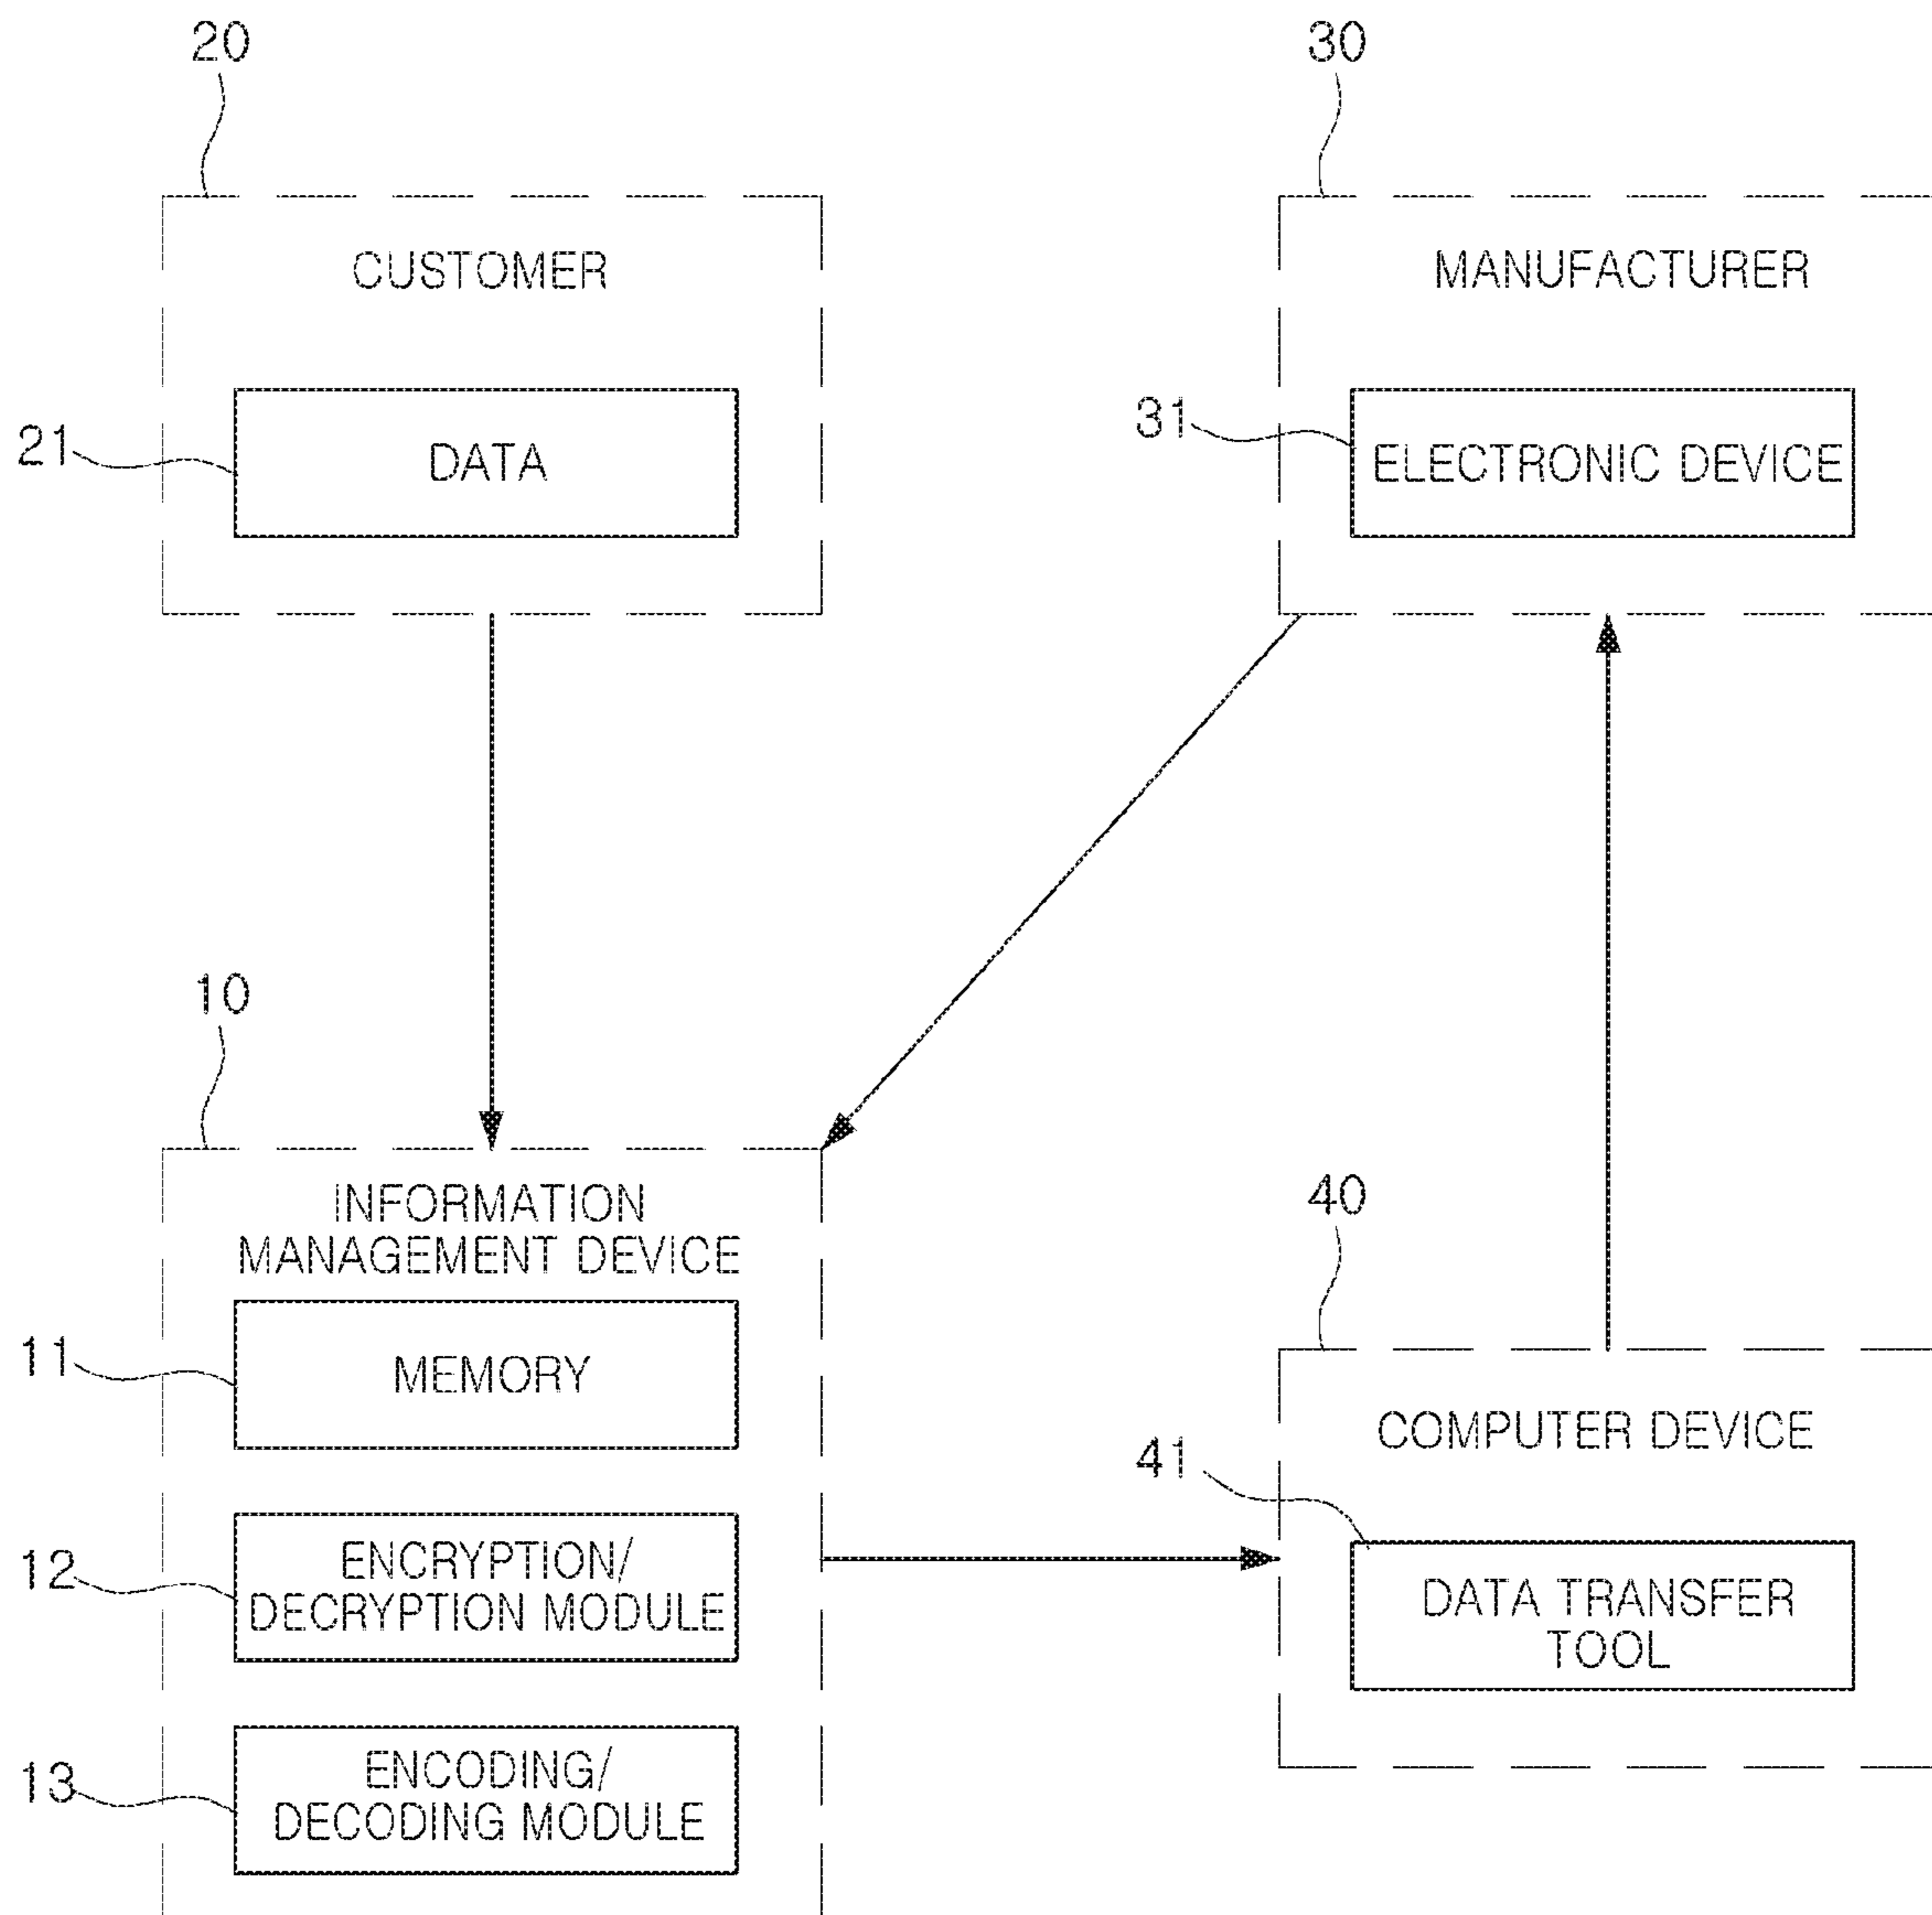 20
30
CUSTOMER
MANUFACTURER
21
DATA
31
ELECTRONIC DEVICE
10
INFORMATION
MANAGEMENT DEVICE
40
11
MEMORY
COMPUTER DEVICE
41
12
ENCRYPTION/
DECRYPTION MODULE
DATA TRANSFER
TOOL
13
ENCODING/
DECODING MODULE